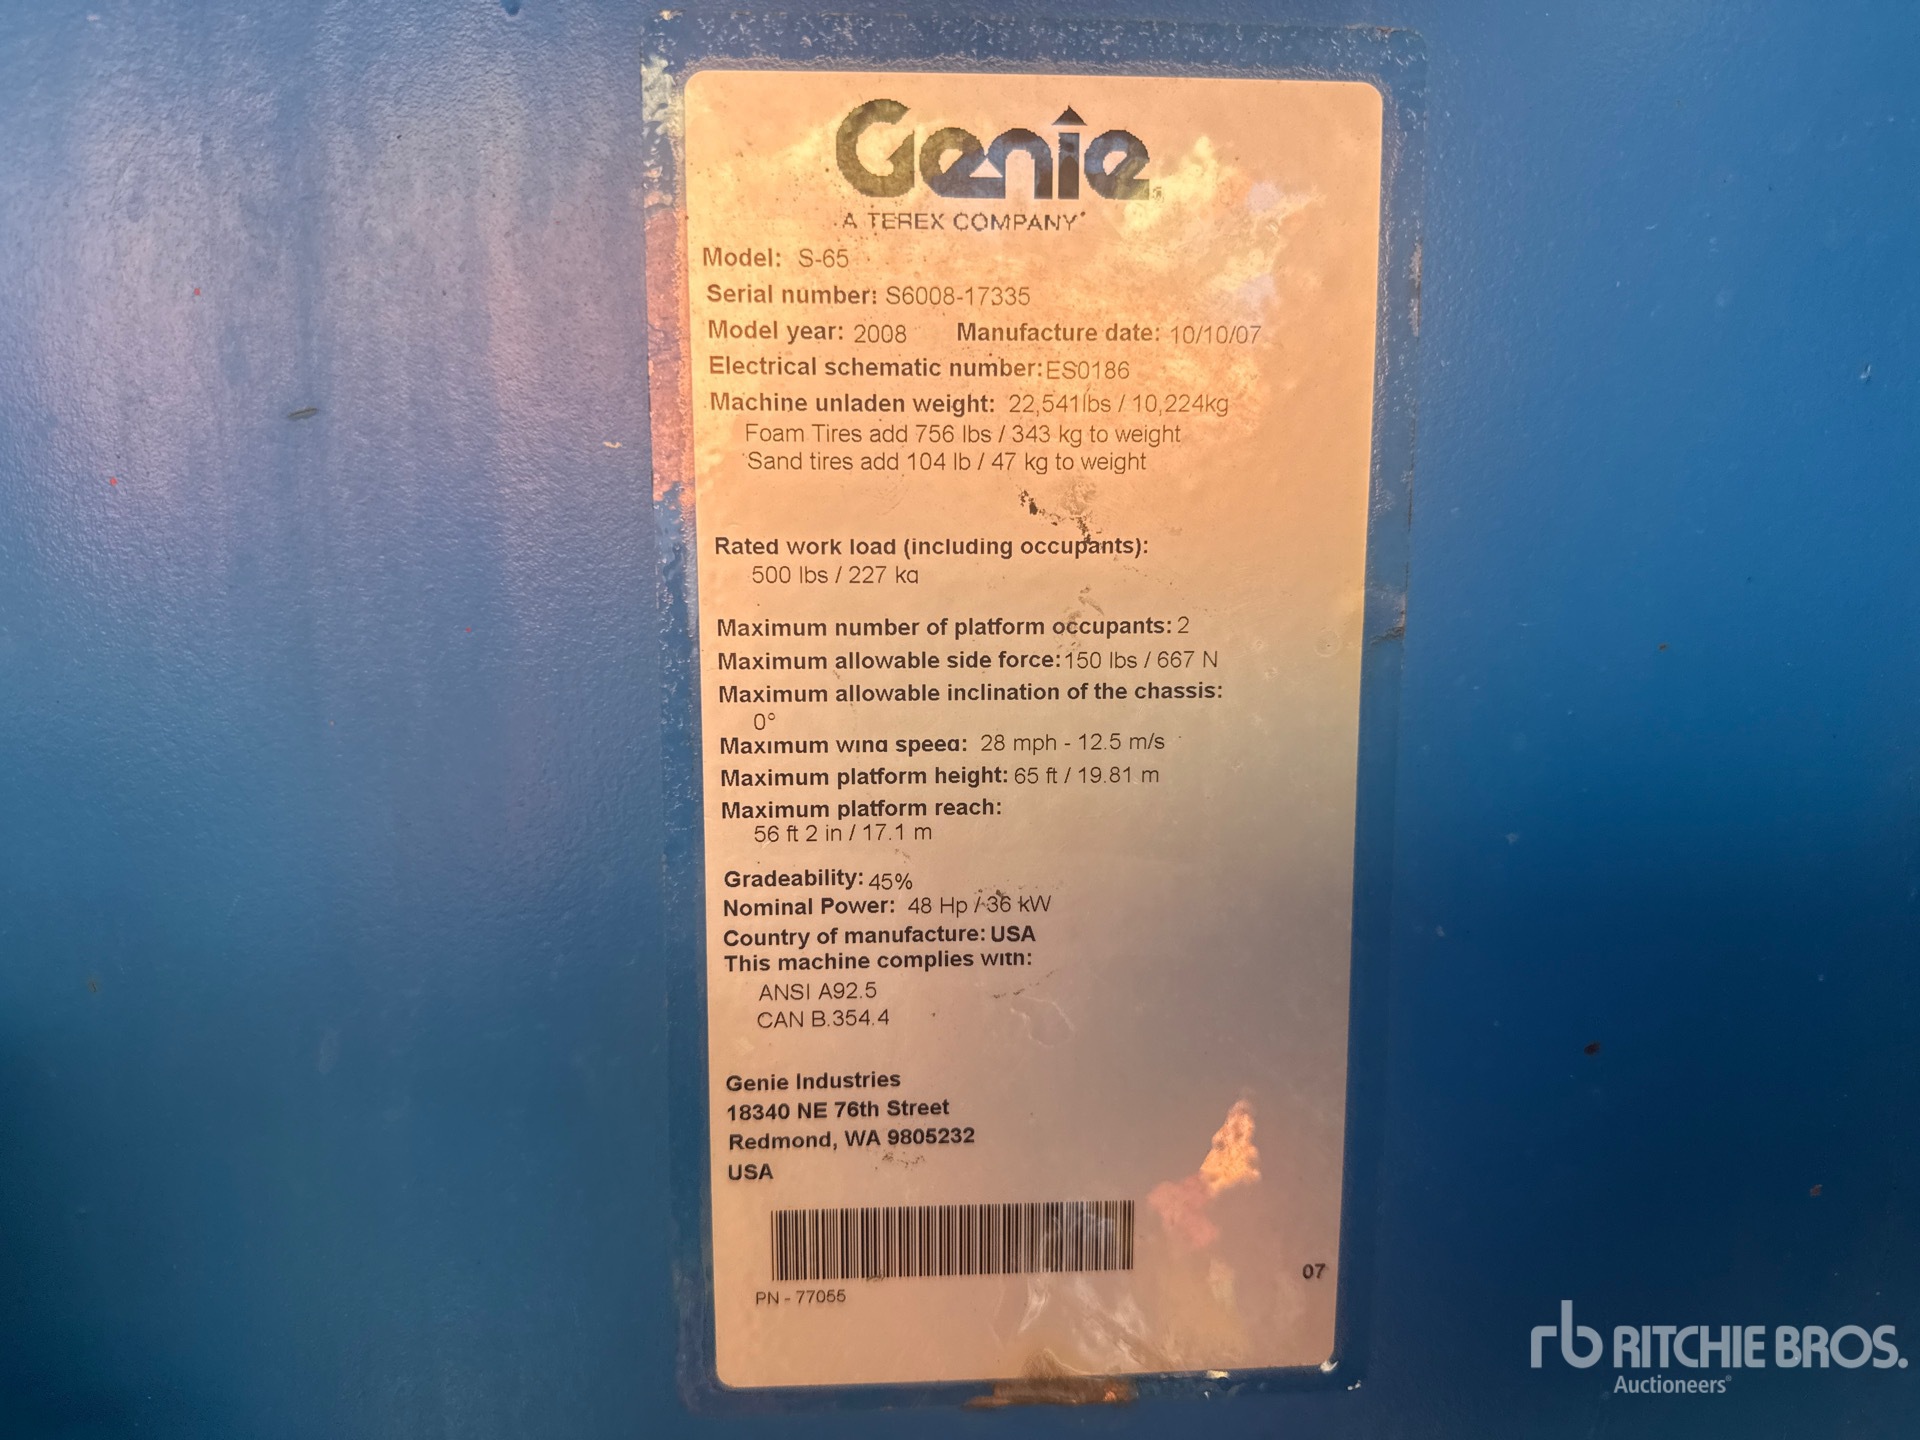 Genie
A TEREX COMPANY
Model: S-65
Serial number: S6008-17335
Model year: 2008 Manufacture date: 10/10/07
Electrical schematic number: ES0186
Machine unladen weight: 22,541lbs / 10,224kg
Foam Tires add 756 lbs / 343 kg to weight
Sand tires add 104 lb / 47 kg to weight
Rated work load (including occupants):
500 lbs / 227 kg
Maximum number of platform occupants: 2
Maximum allowable side force: 150 lbs / 667 N
Maximum allowable inclination of the chassis:
0°
Maximum wind speed: 28 mph - 12.5 m/s
Maximum platform height: 65 ft / 19.81 m
Maximum platform reach:
56 ft 2 in / 17.1 m
Gradeability: 45%
Nominal Power: 48 Hp / 36 kW
Country of manufacture: USA
This machine complies with:
ANSI A92.5
CAN B.354.4
Genie Industries
18340 NE 76th Street
Redmond, WA 9805232
USA
PN - 77055
07
rb RITCHIE BROS.
Auctioneers